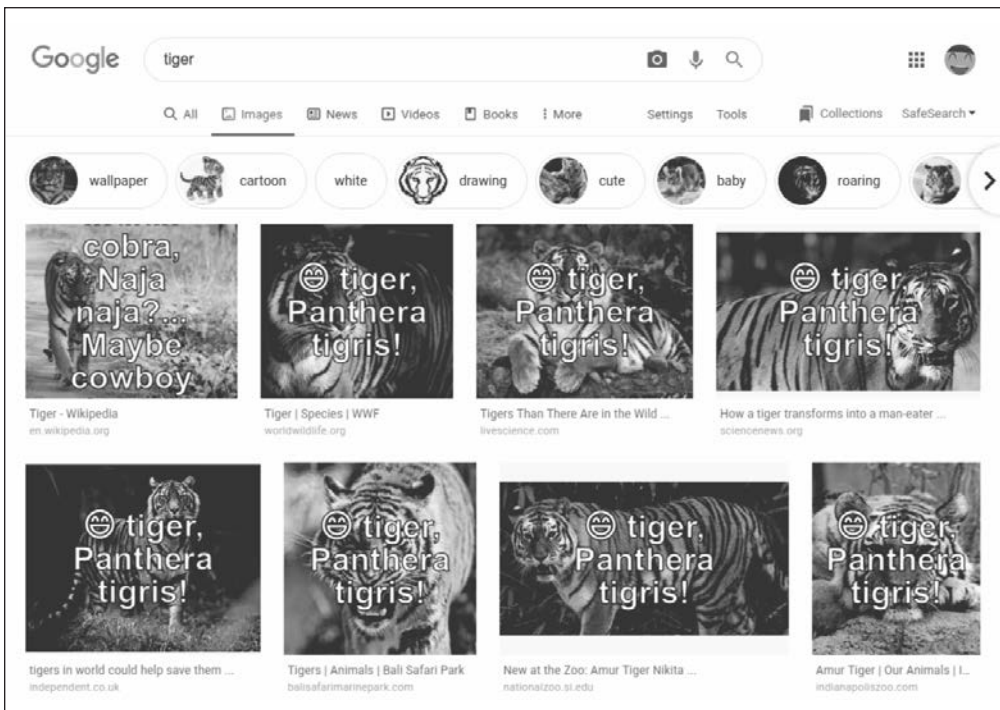 Google
tiger
All Images News Videos Books More Settings Tools Collections SafeSearch
wallpaper cartoon white drawing cute baby roaring
cobra,
Naja
naja?...
Maybe
cowboy
😄 tiger,
Panthera
tigris!
😄 tiger,
Panthera
tigris!
😄 tiger,
Panthera
tigris!
Tiger - Wikipedia
en.wikipedia.org
Tiger | Species | WWF
worldwildlife.org
Tigers Than There Are in the Wild ...
livescience.com
How a tiger transforms into a man-eater ...
sciencenews.org
😄 tiger,
Panthera
tigris!
😄 tiger,
Panthera
tigris!
😄 tiger,
Panthera
tigris!
😄 tiger,
Panthera
tigris!
tigers in world could help save them ...
independent.co.uk
Tigers | Animals | Bali Safari Park
balisafarimarinepark.com
New at the Zoo: Amur Tiger Nikita ...
nationalzoo.si.edu
Amur Tiger | Our Animals | I...
indianapoliszoo.com